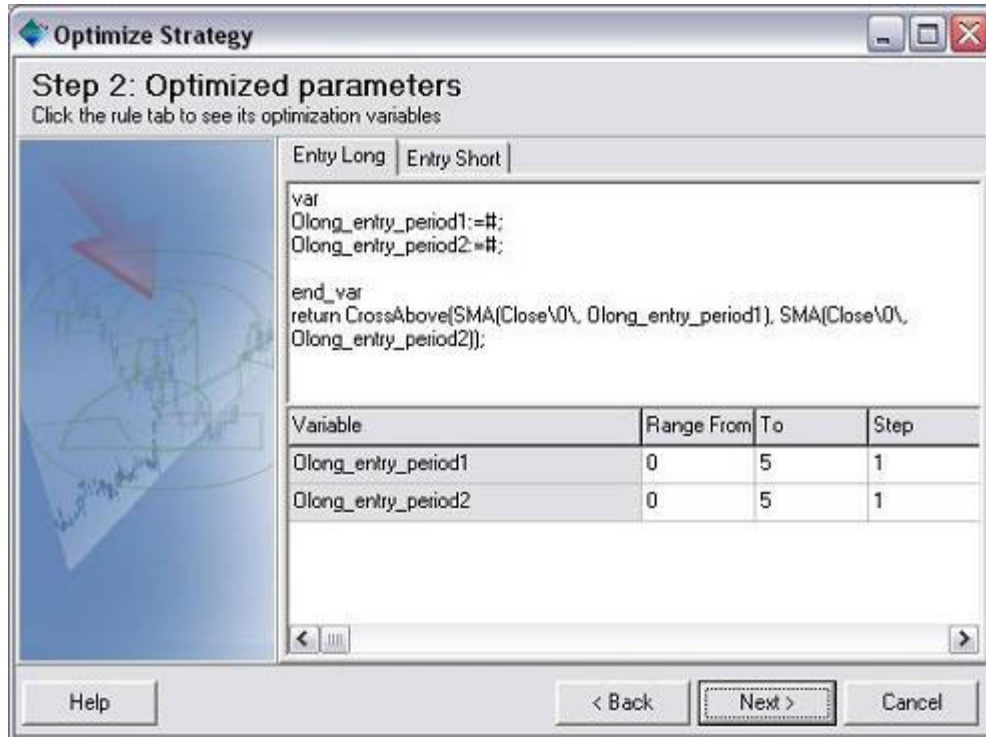 Optimize Strategy
Step 2: Optimized parameters
Click the rule tab to see its optimization variables
Entry Long Entry Short
var
Olong_entry_period1:=#;
Olong_entry_period2:=#;
end_var
return CrossAbove(SMA(Close\0\, Olong_entry_period1), SMA(Close\0\,
Olong_entry_period2));
Variable Range From To Step
Olong_entry_period1 0 5 1
Olong_entry_period2 0 5 1
Help < Back Next > Cancel